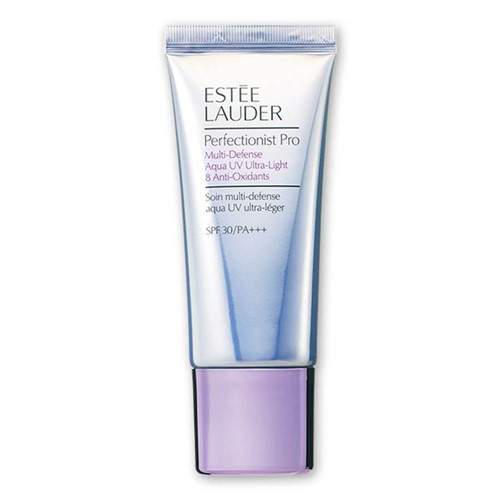 ESTĒE
LAUDER
Perfectionist Pro
Multi-Defense
Aqua UV Ultra-Light
8 Anti-Oxidants
Soin multi-defense
aqua UV ultra-léger
SPF 30/PA+++